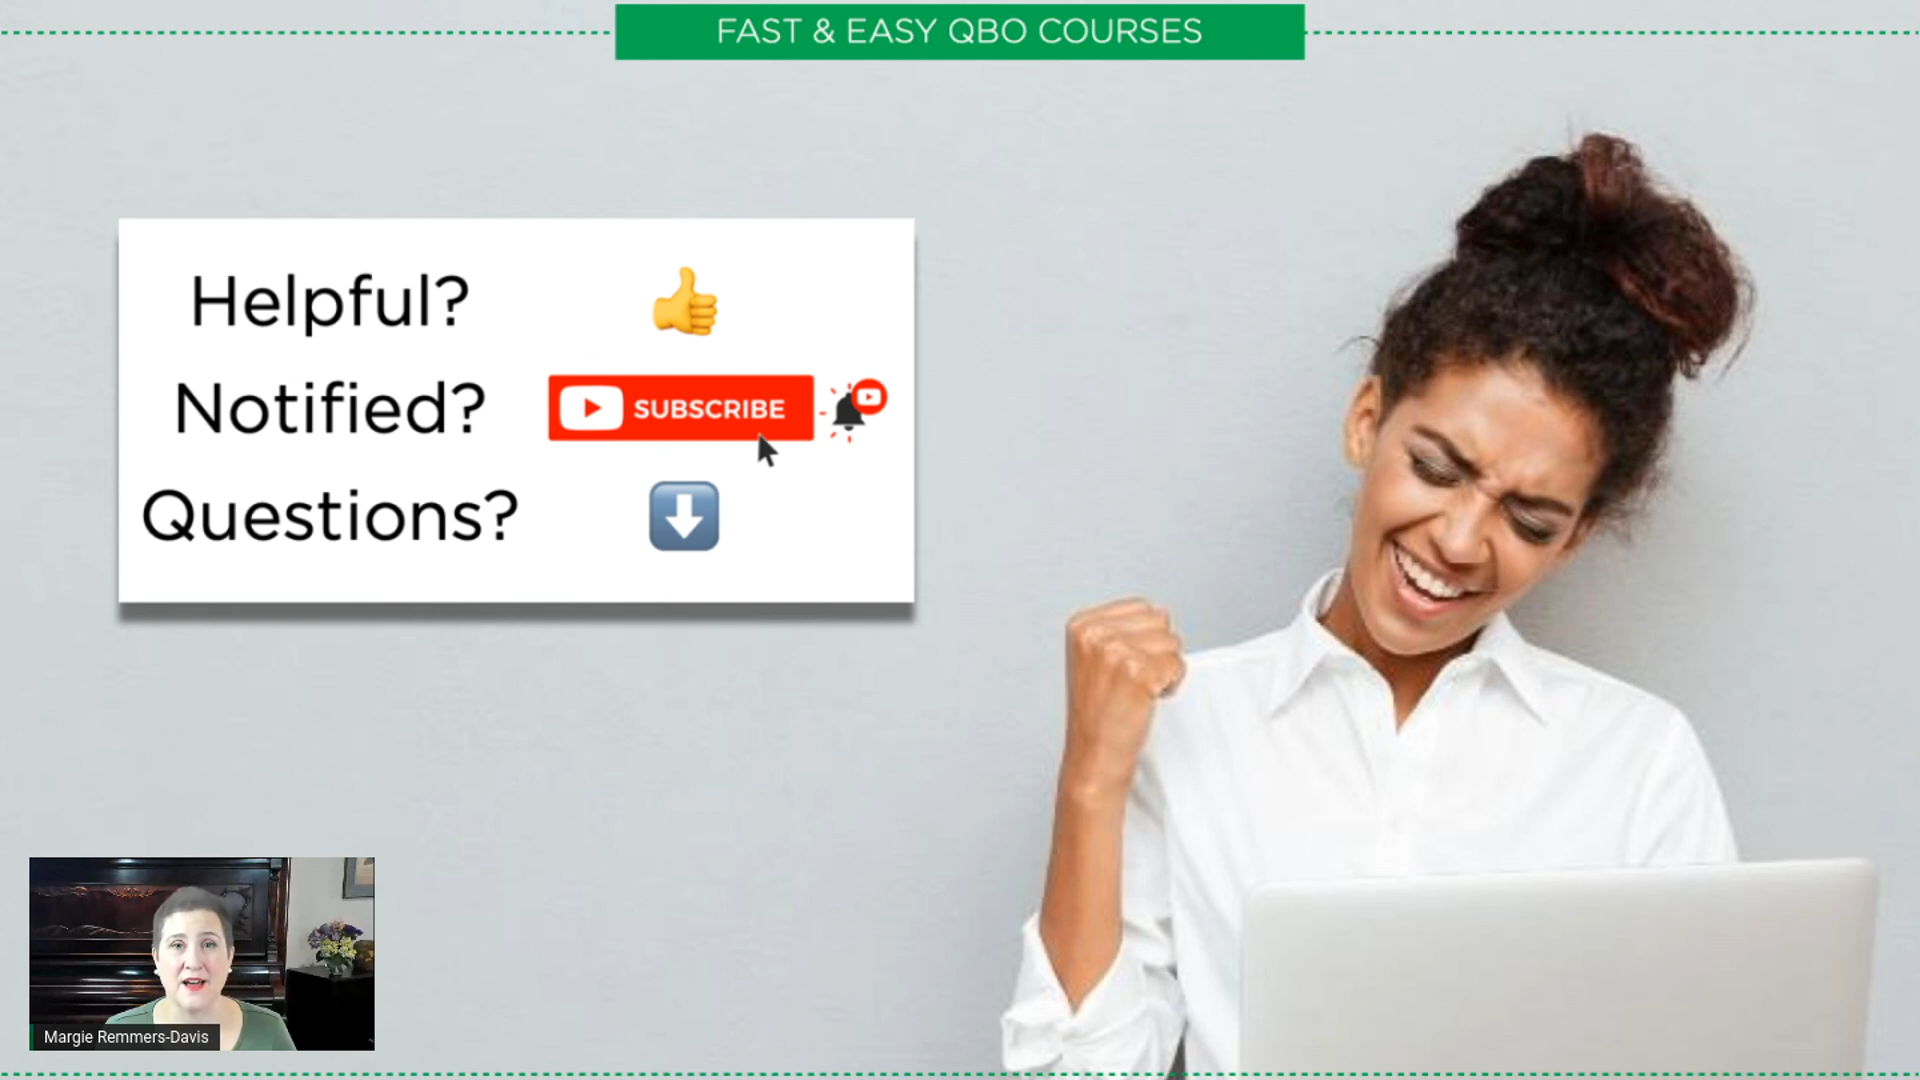 FAST & EASY QBO COURSES
Helpful?
Notified?
SUBSCRIBE
Questions?
Margie Remmers-Davis